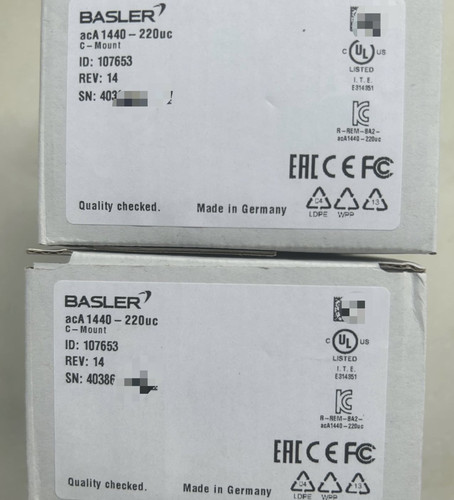 BASLER
acA1440-220uc
C-Mount
ID: 107653
REV: 14
SN: 403
C UL US
LISTED
I.T.E.
E314351
R-REM-BA2-
acA1440-220uc
EAC CE FC
04 13
LDPE WPP
Quality checked. Made in Germany
BASLER
acA1440-220uc
C-Mount
ID: 107653
REV: 14
SN: 40386
C UL US
LISTED
I.T.E.
E314351
R-REM-BA2-
acA1440-220uc
EAC CE FC
04 13
LDPE WPP
Quality checked. Made in Germany